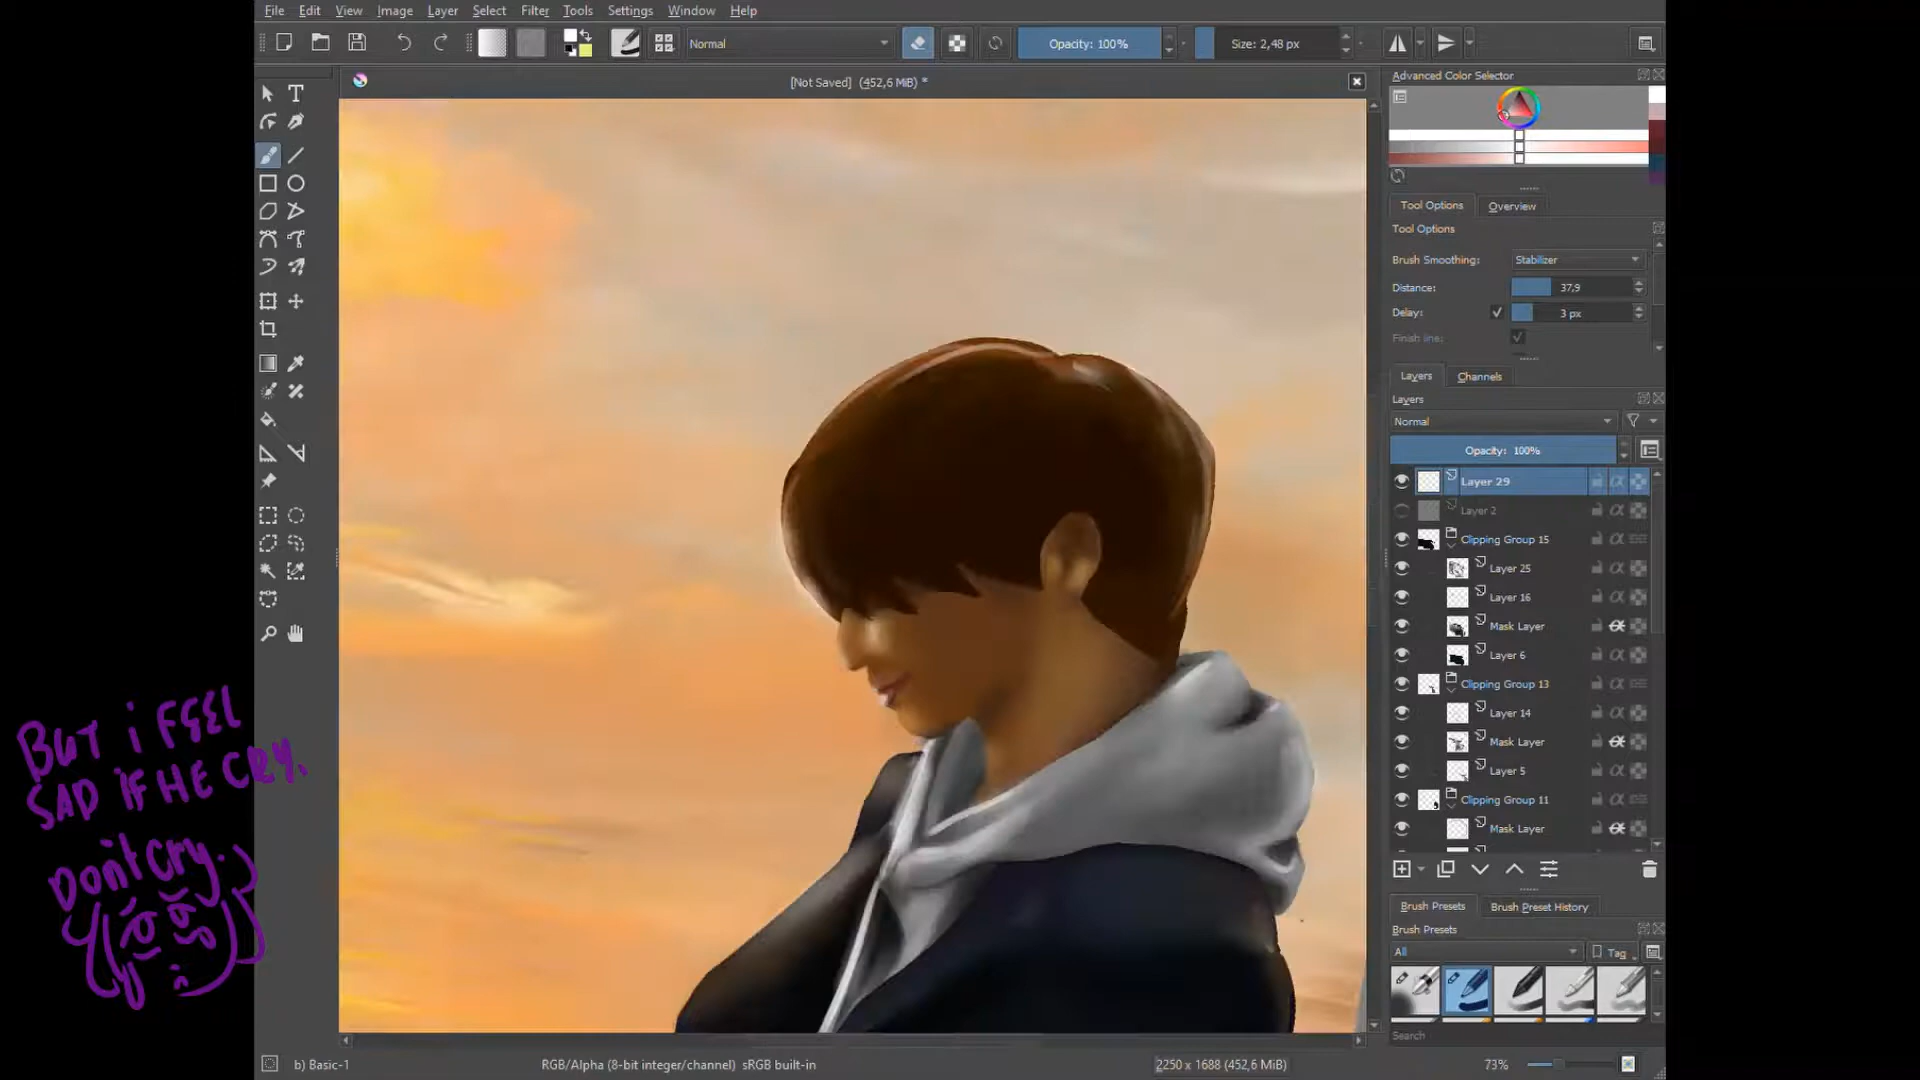 File Edit View Image Layer Select Filter Tools Settings Window Help
Normal Opacity: 100% Size: 2,48 px
[Not Saved] (452,6 MiB) *
Advanced Color Selector
Tool Options Overview
Tool Options
Brush Smoothing: Stabilizer
Distance: 37,9
Delay: 3 px
Finish line:
Layers Channels
Layers
Normal
Opacity: 100%
Layer 29
Layer 2
Clipping Group 15
Layer 25
Layer 16
Mask Layer
Layer 6
Clipping Group 13
Layer 14
Mask Layer
Layer 5
Clipping Group 11
Mask Layer
Brush Presets Brush Preset History
Brush Presets
All Tag
Search
BUT i FEEL
SAD iF HE CRY.
Don't cry.
b) Basic-1 RGB/Alpha (8-bit integer/channel) sRGB built-in 2250 x 1688 (452,6 MiB) 73%